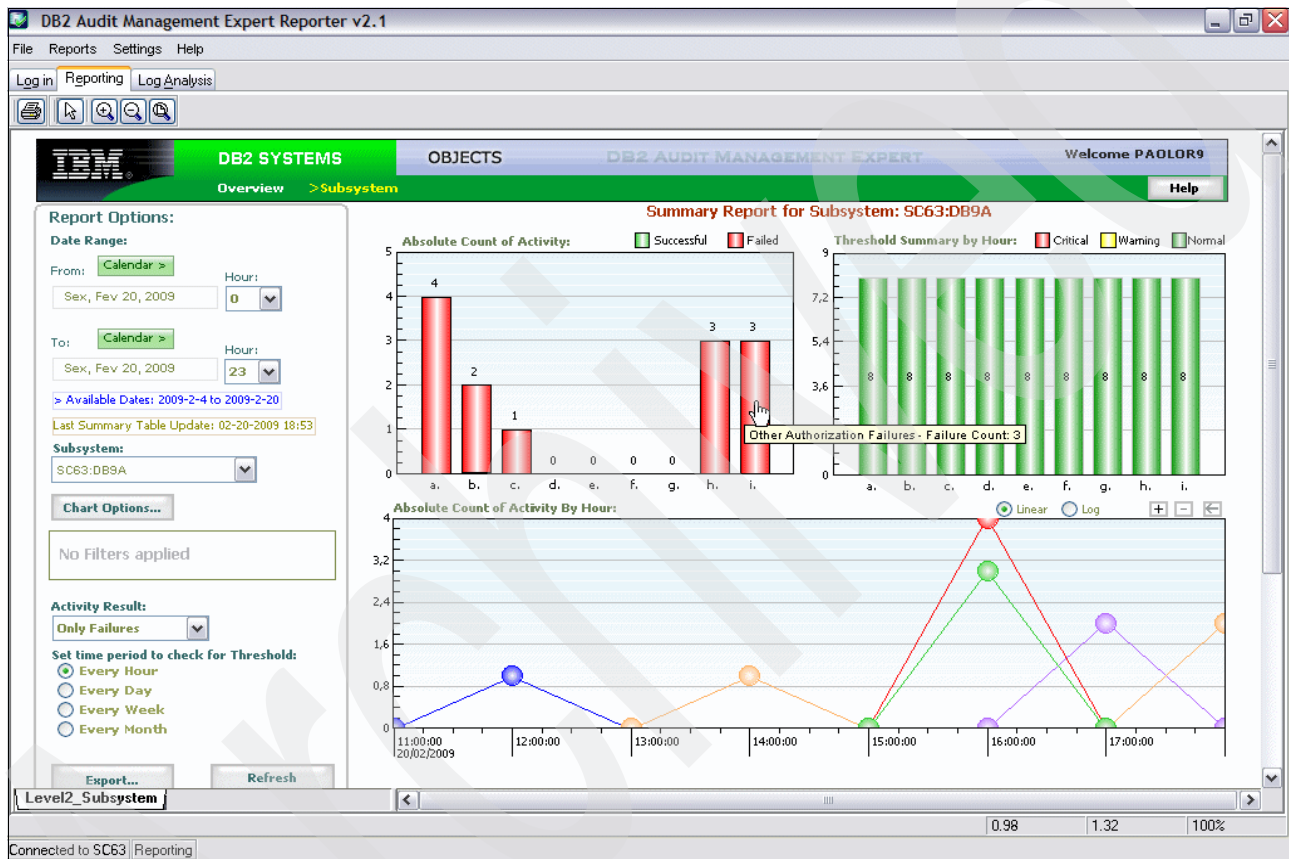 DB2 Audit Management Expert Reporter v2.1
File Reports Settings Help
Log in Reporting Log Analysis
IBM DB2 SYSTEMS OBJECTS DB2 AUDIT MANAGEMENT EXPERT Welcome PAOLOR9
Overview >Subsystem Help
Report Options:
Date Range:
From: Calendar > Hour:
Sex, Fev 20, 2009 0
To: Calendar > Hour:
Sex, Fev 20, 2009 23
> Available Dates: 2009-2-4 to 2009-2-20
Last Summary Table Update: 02-20-2009 18:53
Subsystem:
SC63:DB9A
Chart Options...
No Filters applied
Activity Result:
Only Failures
Set time period to check for Threshold:
Every Hour
Every Day
Every Week
Every Month
Export... Refresh
Summary Report for Subsystem: SC63:DB9A
Absolute Count of Activity: Successful Failed
5
4
3
2
1
0
4 2 1 0 0 0 0 3 3
a. b. c. d. e. f. g. h. i.
Other Authorization Failures - Failure Count: 3
Threshold Summary by Hour: Critical Warning Normal
9
7,2
5,4
3,6
0
8 8 8 8 8 8 8 8 8
a. b. c. d. e. f. g. h. i.
Absolute Count of Activity By Hour: Linear Log
4
3,2
2,4
1,6
0,8
0
11:00:00 12:00:00 13:00:00 14:00:00 15:00:00 16:00:00 17:00:00
20/02/2009
Level2_Subsystem
0.98 1.32 100%
Connected to SC63 Reporting